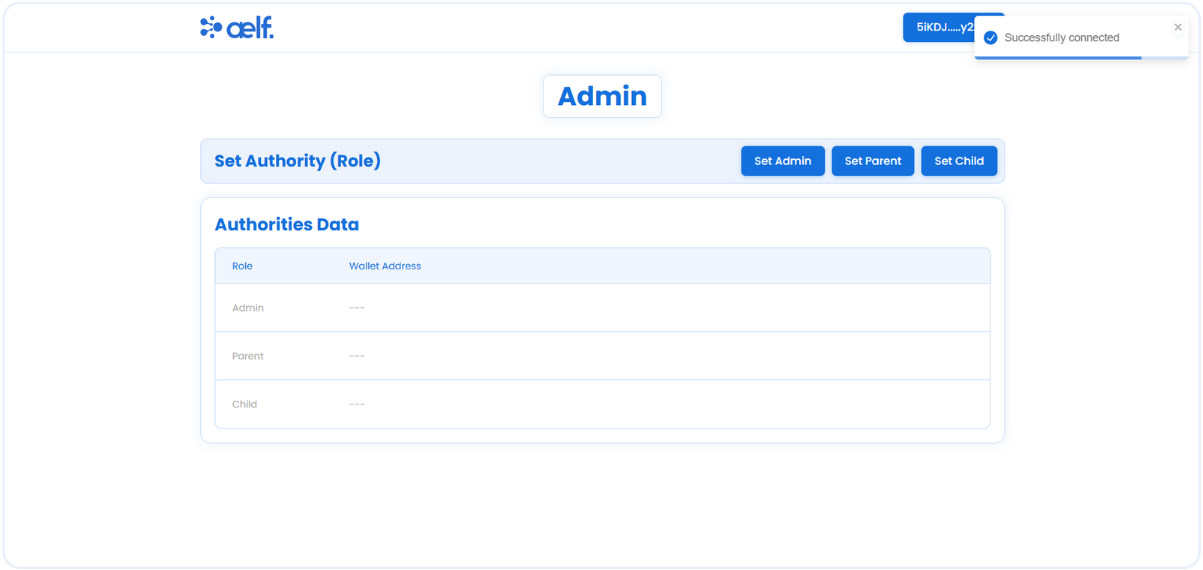 aelf.
5iKDJ.....y2
Successfully connected
Admin
Set Authority (Role)
Set Admin
Set Parent
Set Child
Authorities Data
Role Wallet Address
Admin ---
Parent ---
Child ---